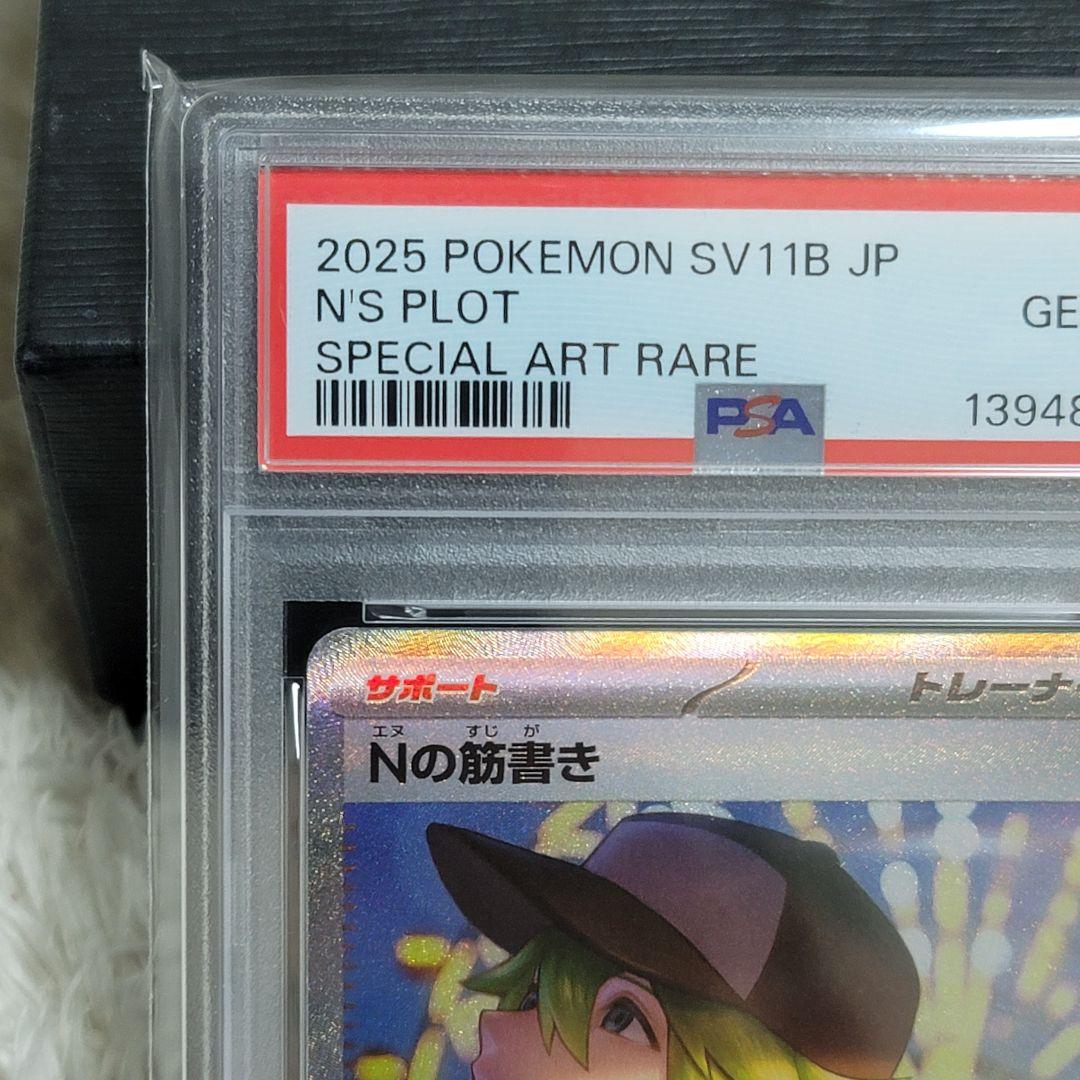 2025 POKEMON SV11B JP
N'S PLOT
GE
SPECIAL ART RARE
PSA
13948
サポート
トレーナー
エヌ すじ が
Nの筋書き